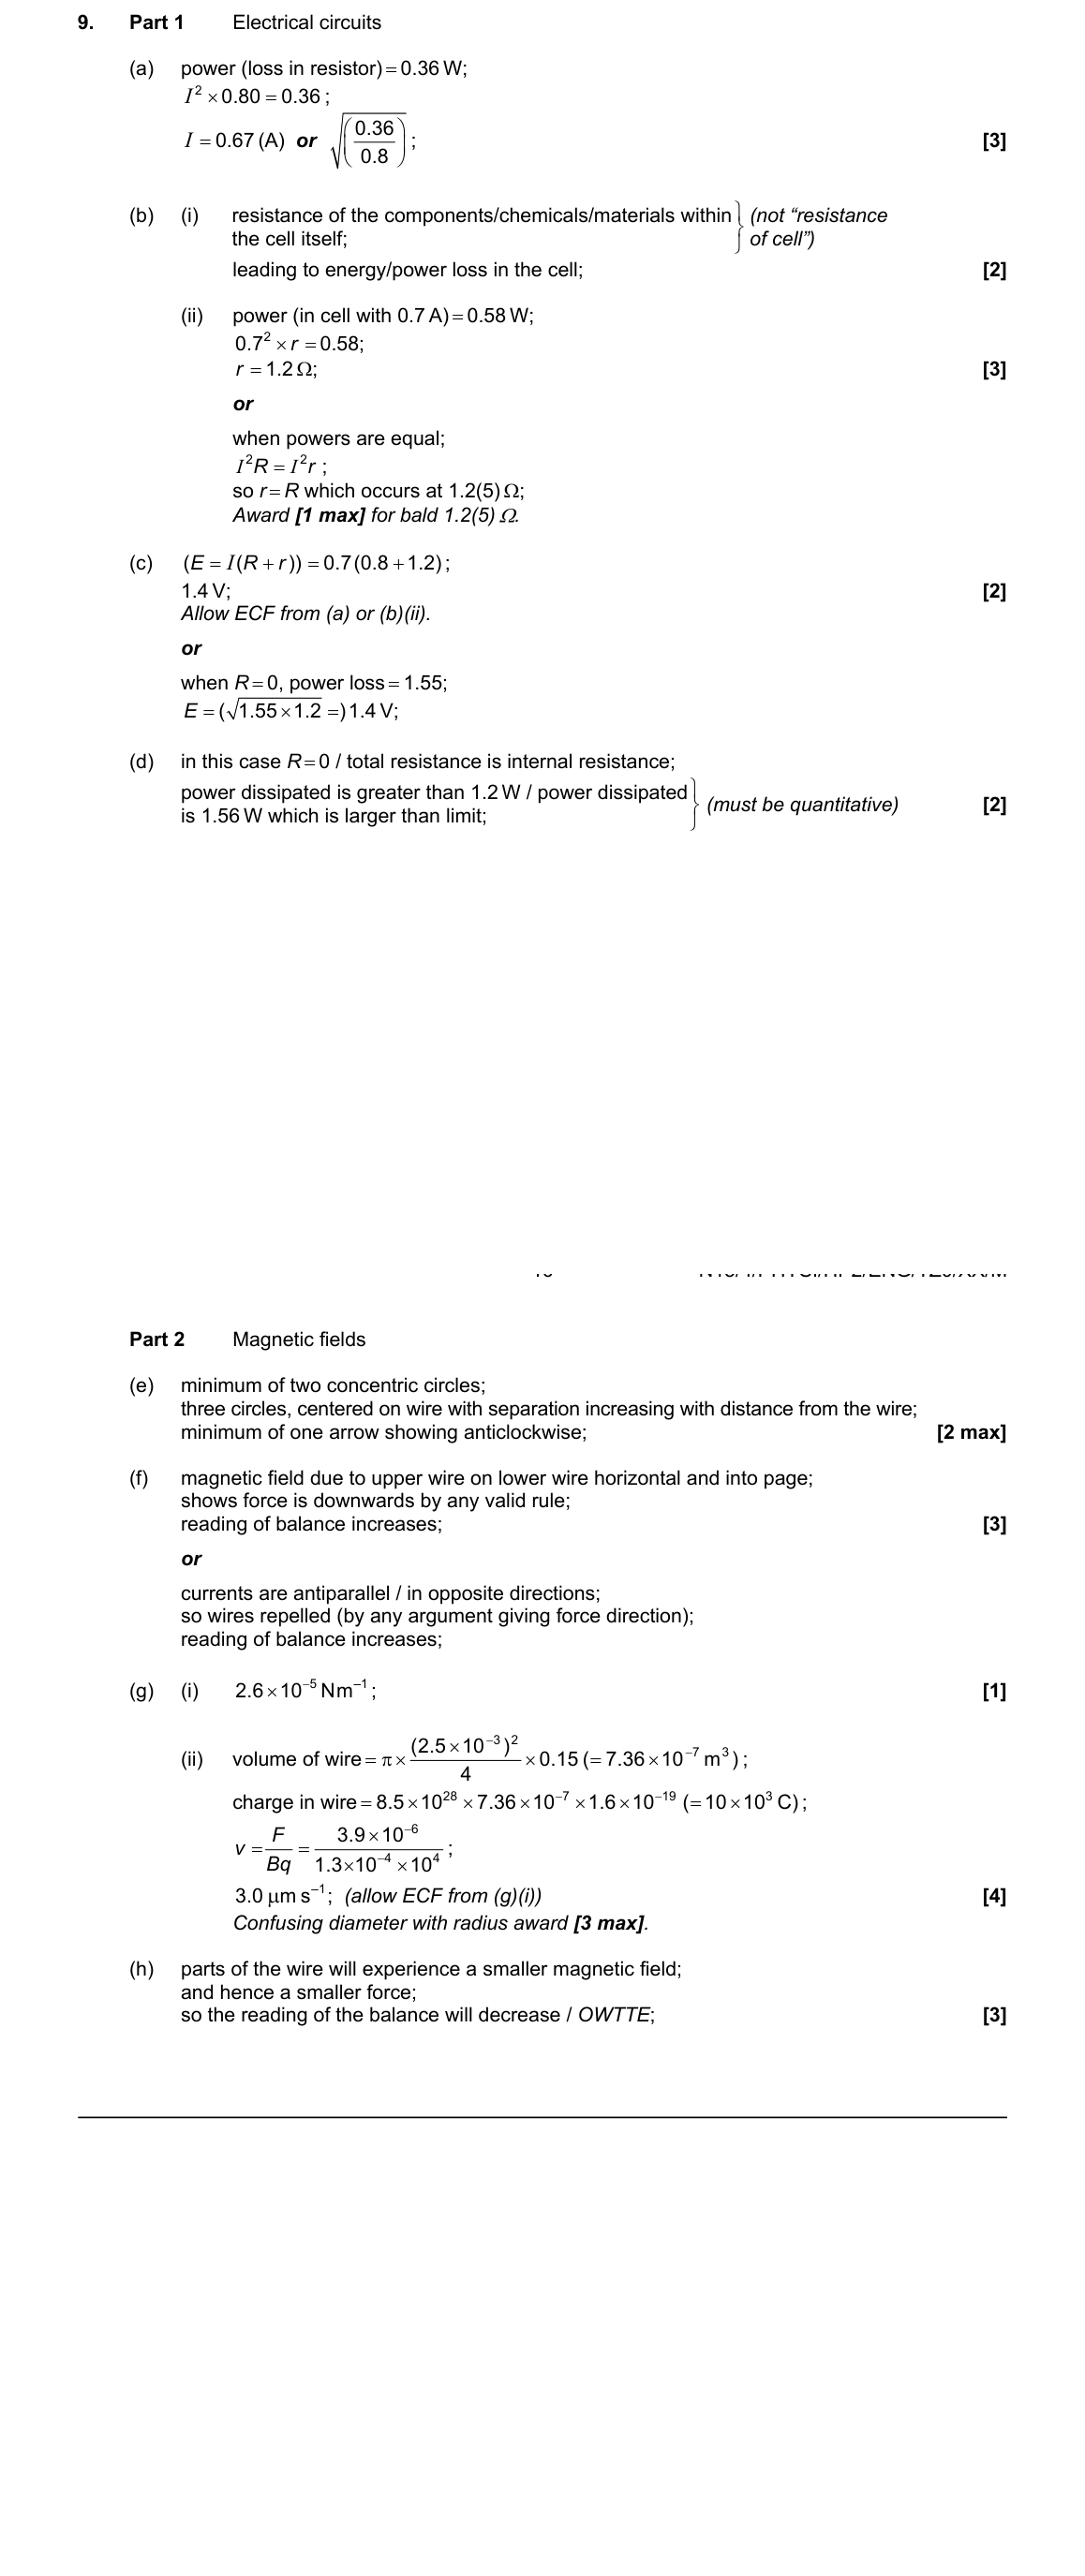 9. Part 1 Electrical circuits
(a) power (loss in resistor) = 0.36 W;
I² × 0.80 = 0.36 ;
I = 0.67 (A) or √(0.36/0.8) ; [3]
(b) (i) resistance of the components/chemicals/materials within } (not “resistance
the cell itself; of cell”)
leading to energy/power loss in the cell; [2]
(ii) power (in cell with 0.7 A) = 0.58 W;
0.7² × r = 0.58;
r = 1.2 Ω; [3]
or
when powers are equal;
I²R = I²r ;
so r = R which occurs at 1.2(5) Ω;
Award [1 max] for bald 1.2(5) Ω.
(c) (E = I(R + r)) = 0.7(0.8 + 1.2) ;
1.4 V; [2]
Allow ECF from (a) or (b)(ii).
or
when R = 0, power loss = 1.55;
E = (√1.55 × 1.2 =) 1.4 V;
(d) in this case R = 0 / total resistance is internal resistance;
power dissipated is greater than 1.2 W / power dissipated } (must be quantitative) [2]
is 1.56 W which is larger than limit;
Part 2 Magnetic fields
(e) minimum of two concentric circles;
three circles, centered on wire with separation increasing with distance from the wire;
minimum of one arrow showing anticlockwise; [2 max]
(f) magnetic field due to upper wire on lower wire horizontal and into page;
shows force is downwards by any valid rule;
reading of balance increases; [3]
or
currents are antiparallel / in opposite directions;
so wires repelled (by any argument giving force direction);
reading of balance increases;
(g) (i) 2.6 × 10⁻⁵ Nm⁻¹ ; [1]
(ii) volume of wire = π × (2.5 × 10⁻³)²/4 × 0.15 (= 7.36 × 10⁻⁷ m³) ;
charge in wire = 8.5 × 10²⁸ × 7.36 × 10⁻⁷ × 1.6 × 10⁻¹⁹ (= 10 × 10³ C) ;
v = F/Bq = 3.9 × 10⁻⁶/1.3×10⁻⁴ × 10⁴ ;
3.0 μm s⁻¹; (allow ECF from (g)(i)) [4]
Confusing diameter with radius award [3 max].
(h) parts of the wire will experience a smaller magnetic field;
and hence a smaller force;
so the reading of the balance will decrease / OWTTE; [3]